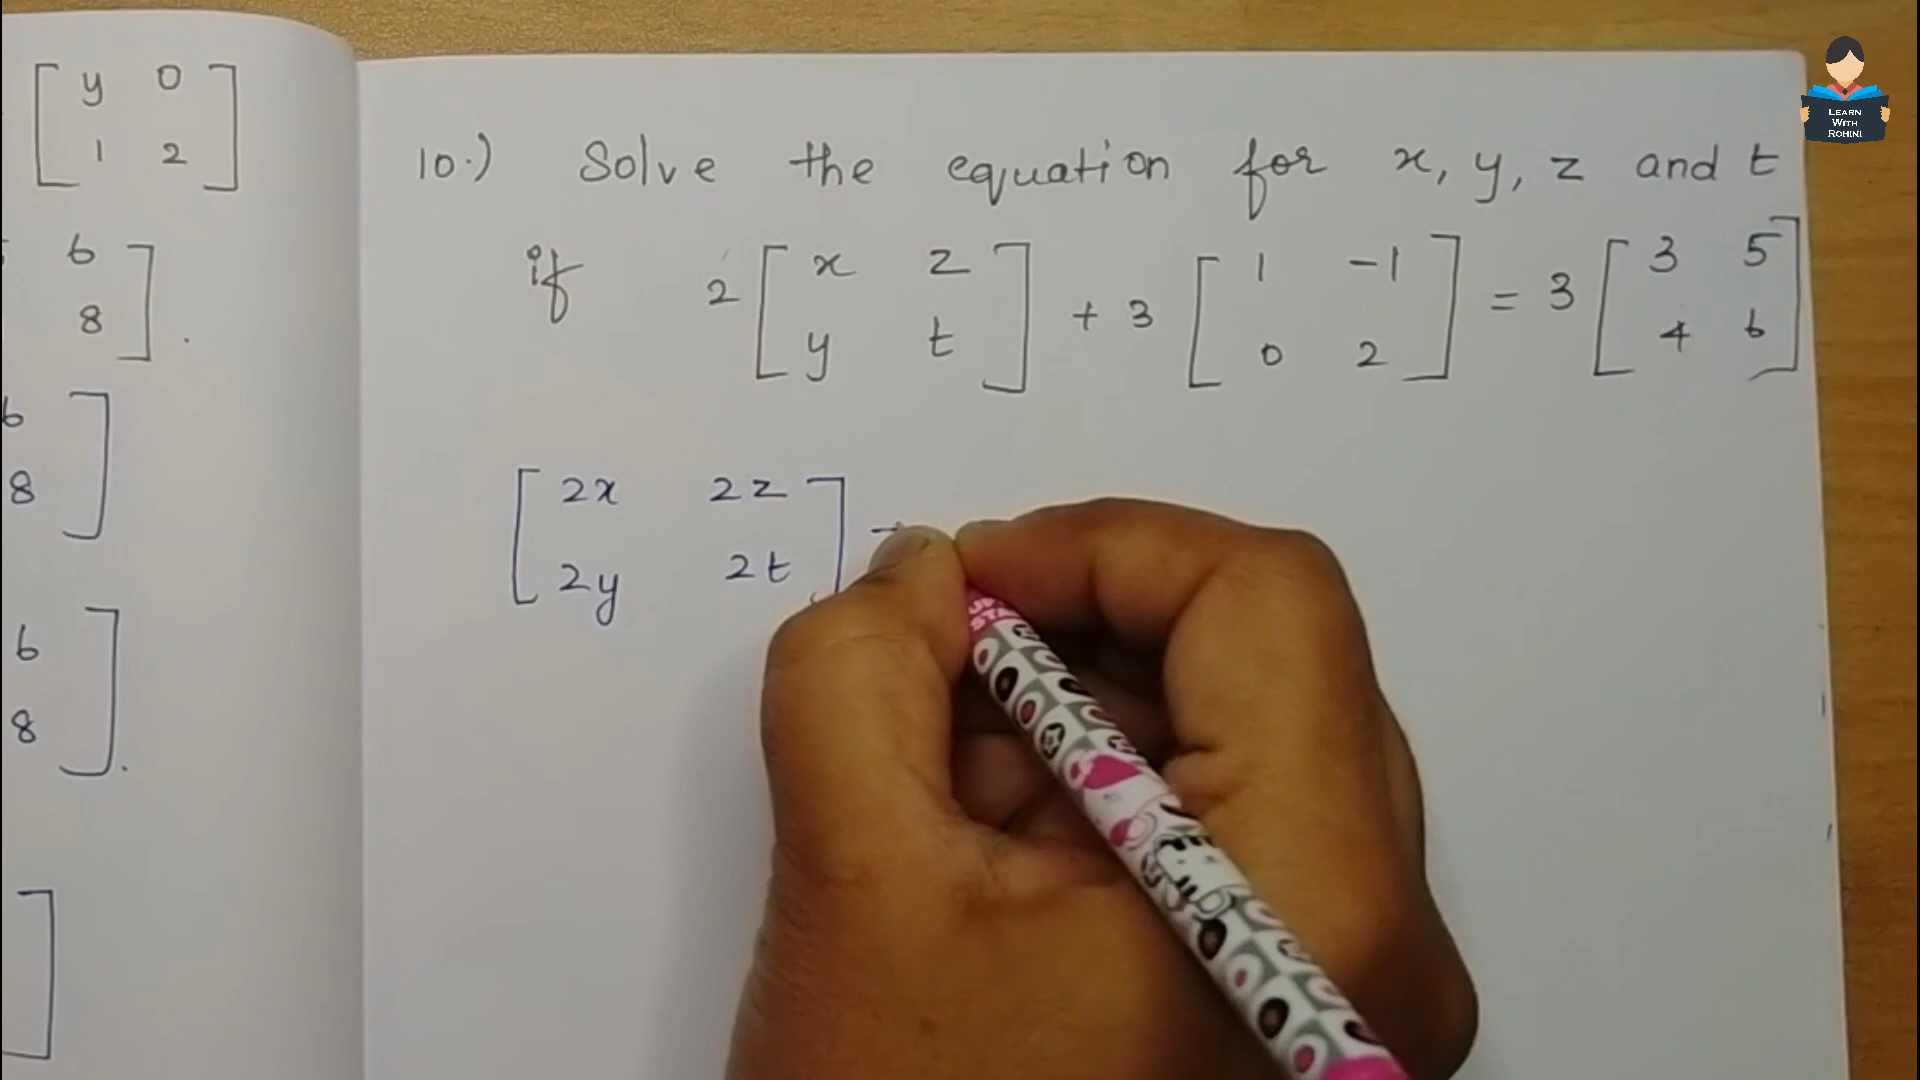 [ y 0 ]
[ 1 2 ]
6 ]
8 ] .
6 ]
8 ]
6 ]
8 ] .
]
10.) Solve the equation for x, y, z and t
if 2 [ x z ] + 3 [ 1 -1 ] = 3 [ 3 5 ]
[ y t ] [ 0 2 ] [ 4 6 ]
[ 2x 2z ]
[ 2y 2t ]
LEARN
WITH
ROHINI